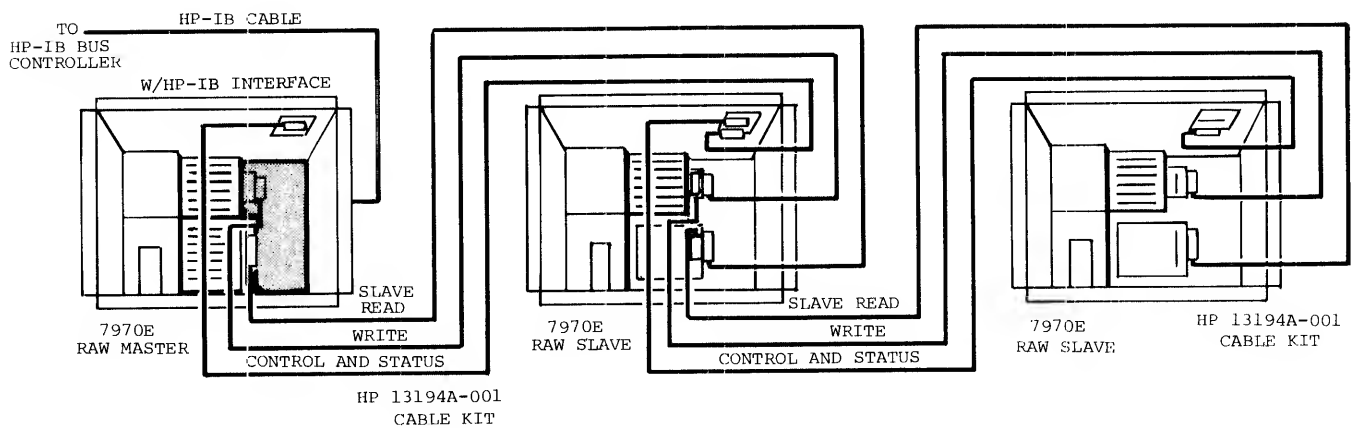 HP-IB CABLE
TO
HP-IB BUS
CONTROLLER
W/HP-IB INTERFACE
SLAVE
READ
7970E
RAW MASTER
WRITE
CONTROL AND STATUS
HP 13194A-001
CABLE KIT
SLAVE READ
7970E
RAW SLAVE
WRITE
CONTROL AND STATUS
7970E
RAW SLAVE
HP 13194A-001
CABLE KIT